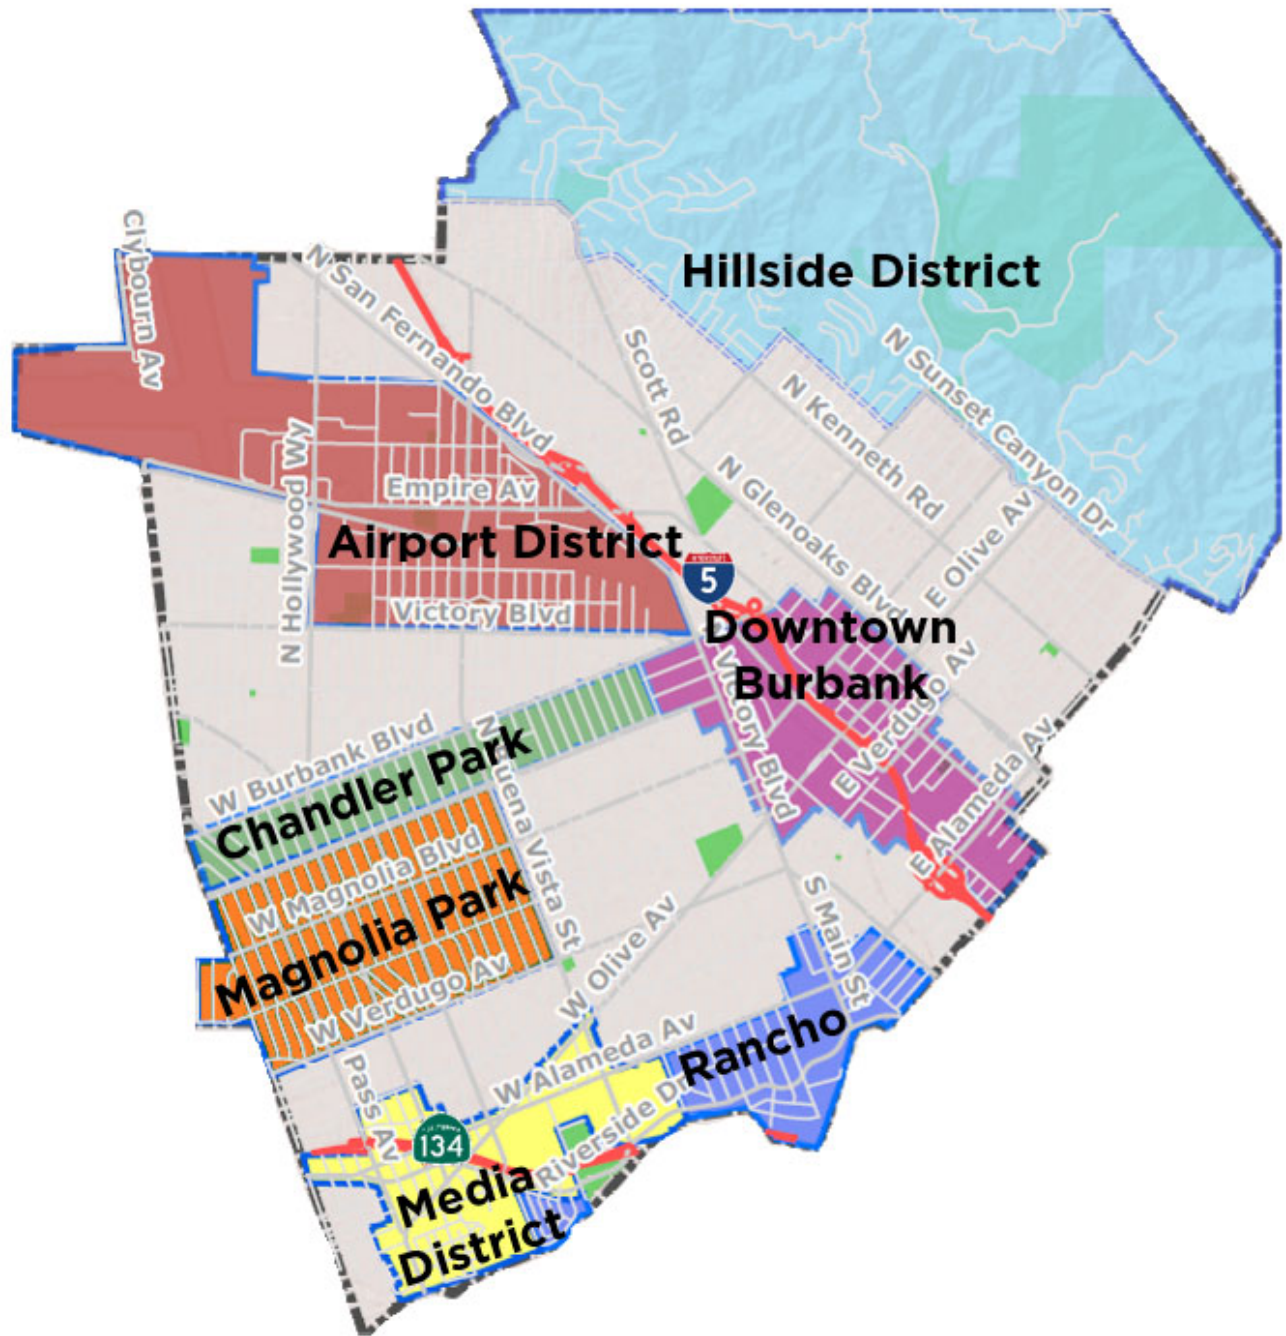 Clybourn Av
N San Fernando Blvd
Hillside District
Scott Rd
N Sunset Canyon Dr
N Kenneth Rd
N Hollywood Wy
Empire Av
N Glenoaks Blvd
E Olive Av
Airport District
5
Victory Blvd
Downtown
Burbank
Victory Blvd
E Verdugo Av
W Burbank Blvd
Chandler Park
N Buena Vista St
E Alameda Av
W Magnolia Blvd
Magnolia Park
W Verdugo Av
W Olive Av
S Main St
Rancho
W Alameda Av
Pass Av
134
Riverside Dr
Media
District